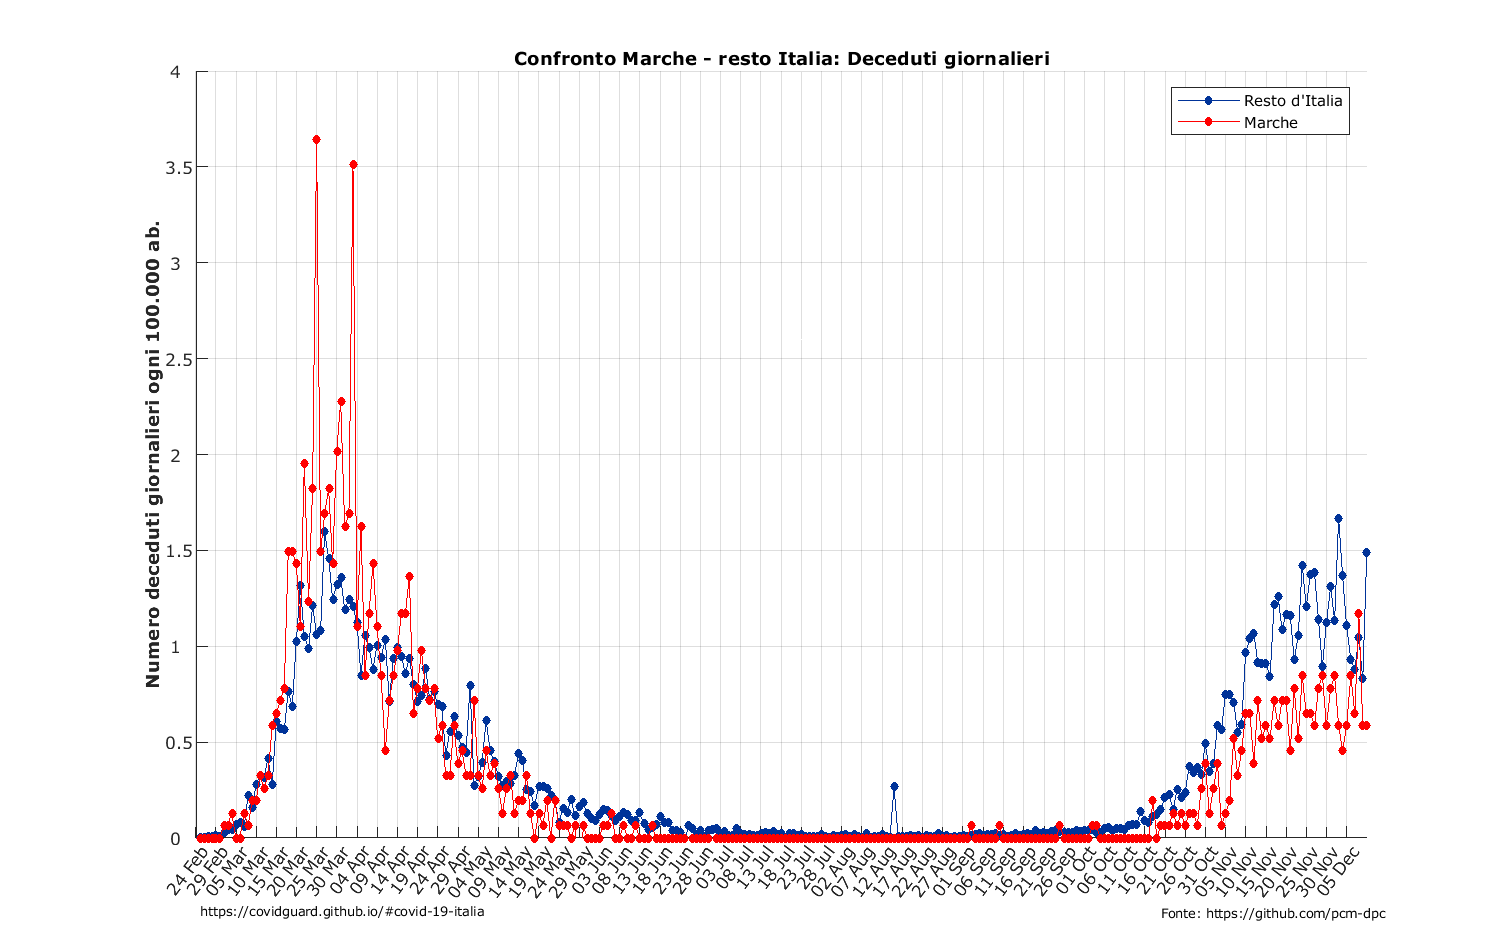 Confronto Marche - resto Italia: Deceduti giornalieri
Numero deceduti giornalieri ogni 100.000 ab.
4
3.5
3
2.5
2
1.5
1
0.5
0
Resto d'Italia
Marche
24 Feb
29 Feb
05 Mar
10 Mar
15 Mar
20 Mar
25 Mar
30 Mar
04 Apr
09 Apr
14 Apr
19 Apr
24 Apr
29 Apr
04 May
09 May
14 May
19 May
24 May
29 May
03 Jun
08 Jun
13 Jun
18 Jun
23 Jun
28 Jun
03 Jul
08 Jul
13 Jul
18 Jul
23 Jul
28 Jul
02 Aug
07 Aug
12 Aug
17 Aug
22 Aug
27 Aug
01 Sep
06 Sep
11 Sep
16 Sep
21 Sep
26 Sep
01 Oct
06 Oct
11 Oct
16 Oct
21 Oct
26 Oct
31 Oct
05 Nov
10 Nov
15 Nov
20 Nov
25 Nov
30 Nov
05 Dec
https://covidguard.github.io/#covid-19-italia
Fonte: https://github.com/pcm-dpc